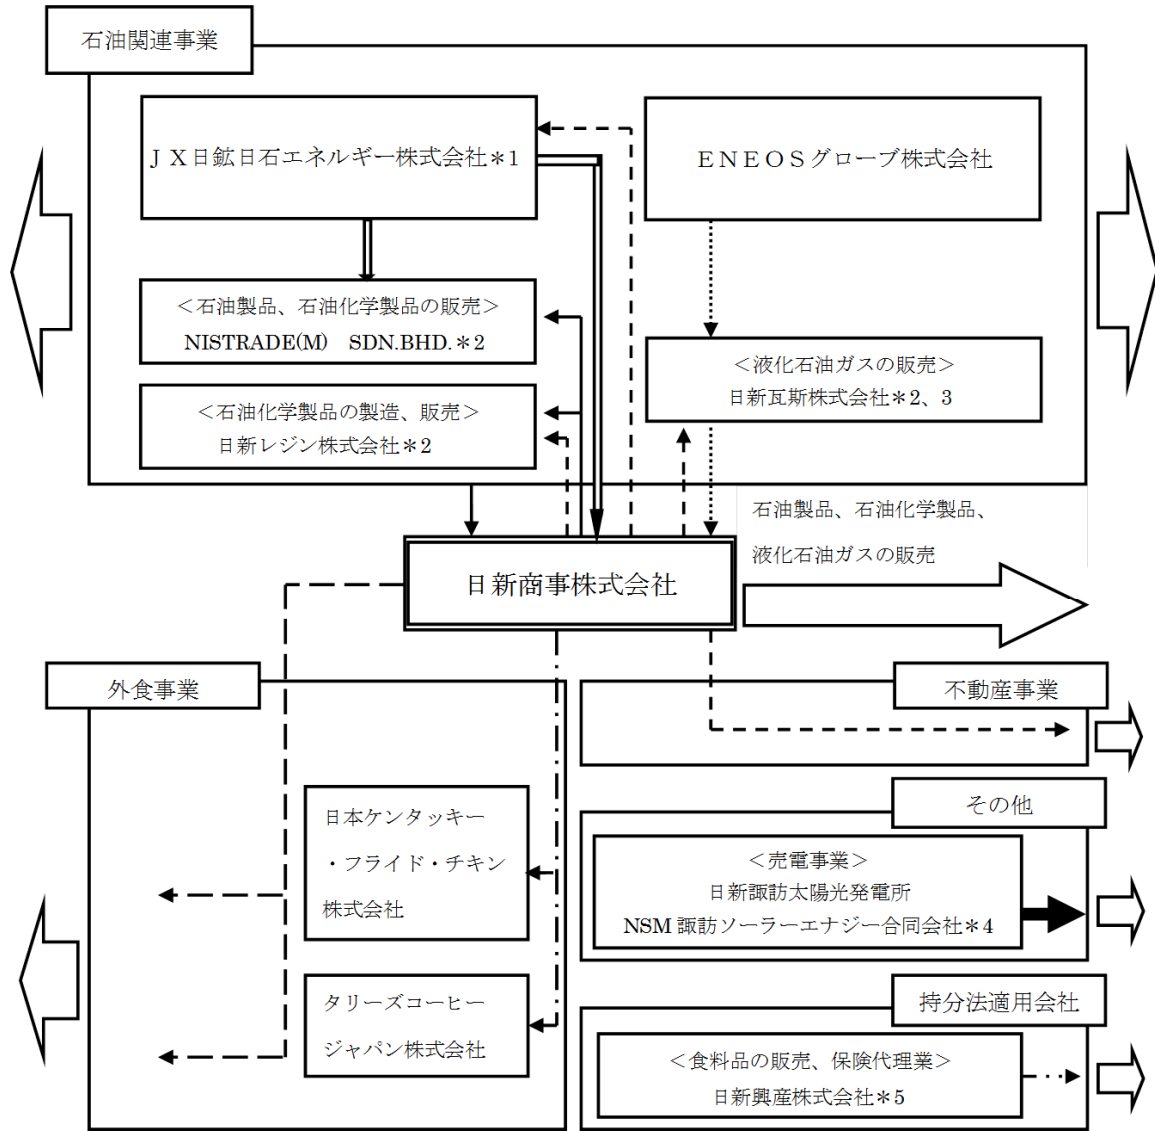 石油関連事業
ＪＸ日鉱日石エネルギー株式会社＊1
ＥＮＥＯＳグローブ株式会社
＜石油製品、石油化学製品の販売＞
NISTRADE(M)　SDN.BHD.＊2
＜液化石油ガスの販売＞
日新瓦斯株式会社＊2、3
＜石油化学製品の製造、販売＞
日新レジン株式会社＊2
石油製品、石油化学製品、
液化石油ガスの販売
日新商事株式会社
外食事業
不動産事業
日本ケンタッキー
・フライド・チキン
株式会社
タリーズコーヒー
ジャパン株式会社
その他
＜売電事業＞
日新諏訪太陽光発電所
NSM 諏訪ソーラーエナジー合同会社＊4
持分法適用会社
＜食料品の販売、保険代理業＞
日新興産株式会社＊5